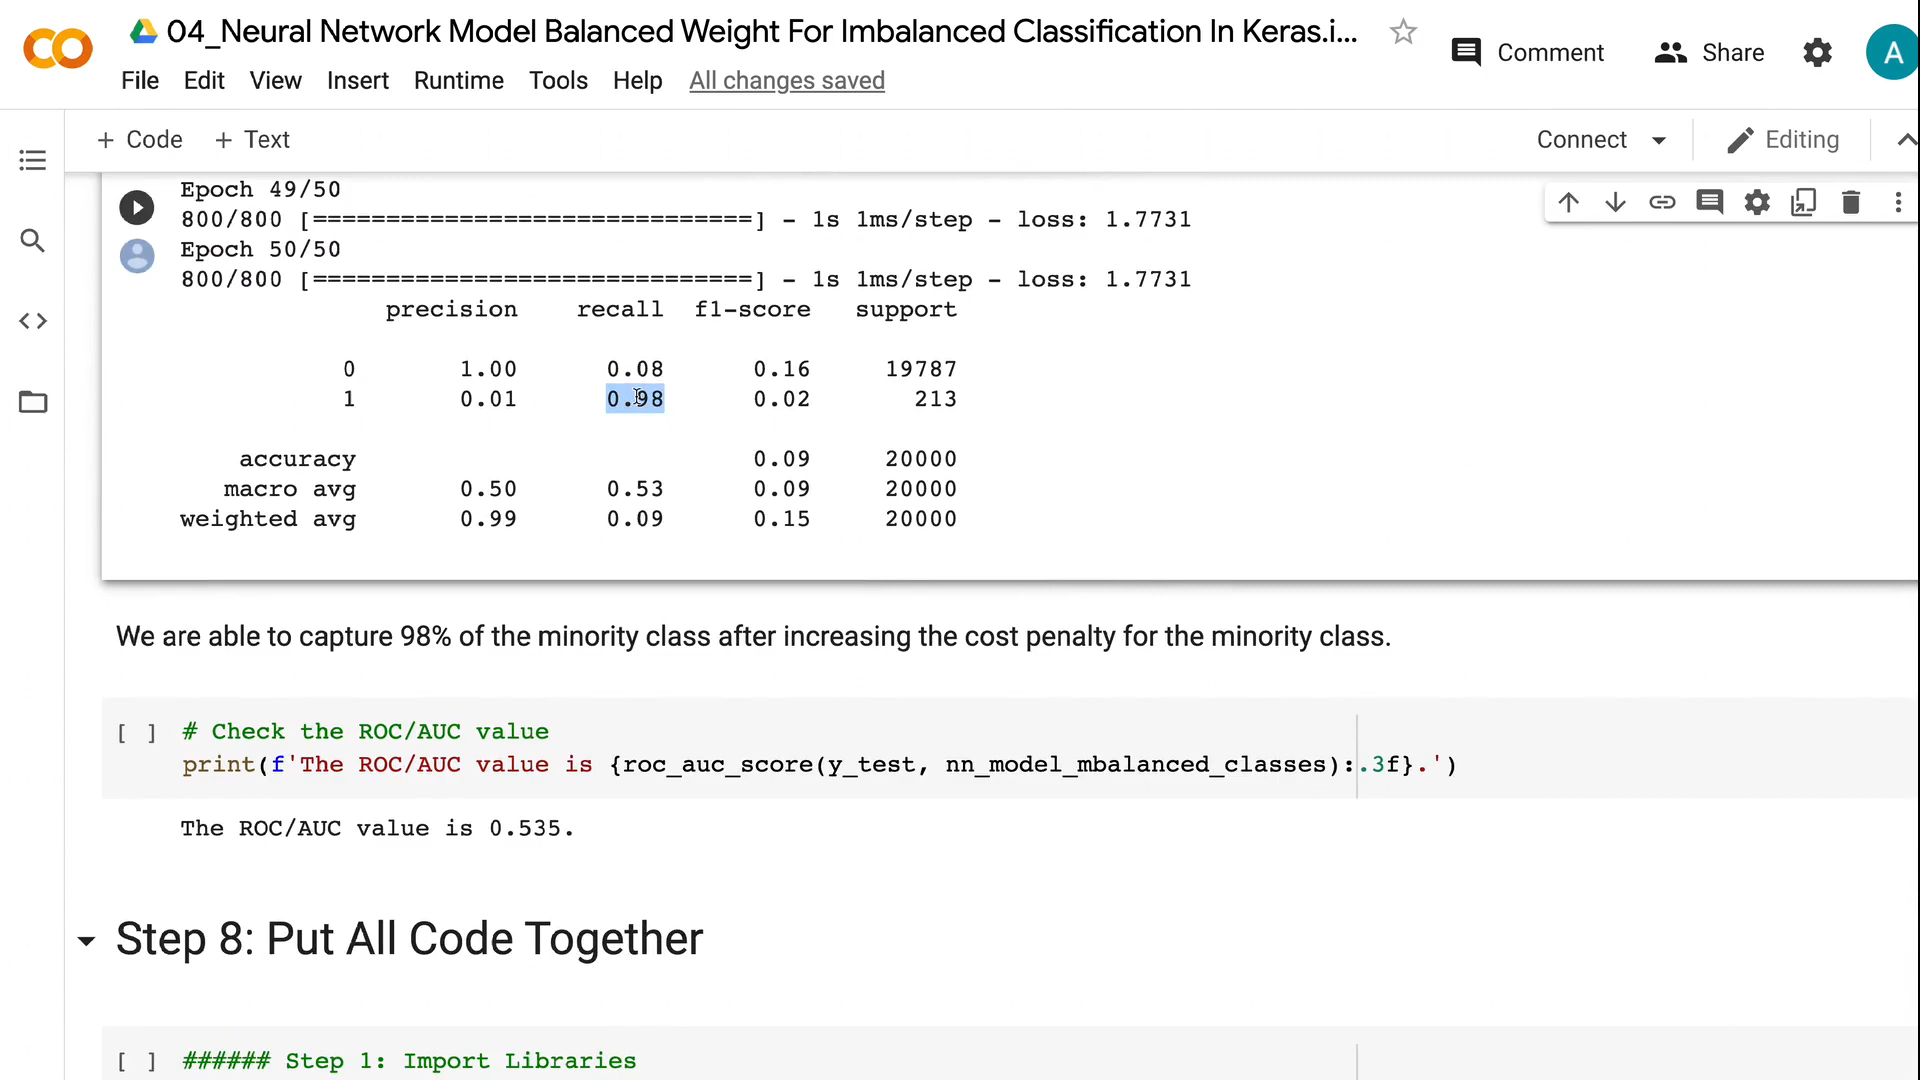 04_Neural Network Model Balanced Weight For Imbalanced Classification In Keras.i...
Comment
Share
A
File Edit View Insert Runtime Tools Help All changes saved
+ Code + Text
Connect
Editing
Epoch 49/50
800/800 [==============================] - 1s 1ms/step - loss: 1.7731
Epoch 50/50
800/800 [==============================] - 1s 1ms/step - loss: 1.7731
precision recall f1-score support
0 1.00 0.08 0.16 19787
1 0.01 0.98 0.02 213
accuracy 0.09 20000
macro avg 0.50 0.53 0.09 20000
weighted avg 0.99 0.09 0.15 20000
We are able to capture 98% of the minority class after increasing the cost penalty for the minority class.
[ ] # Check the ROC/AUC value
print(f'The ROC/AUC value is {roc_auc_score(y_test, nn_model_mbalanced_classes):.3f}.')
The ROC/AUC value is 0.535.
Step 8: Put All Code Together
[ ] ###### Step 1: Import Libraries